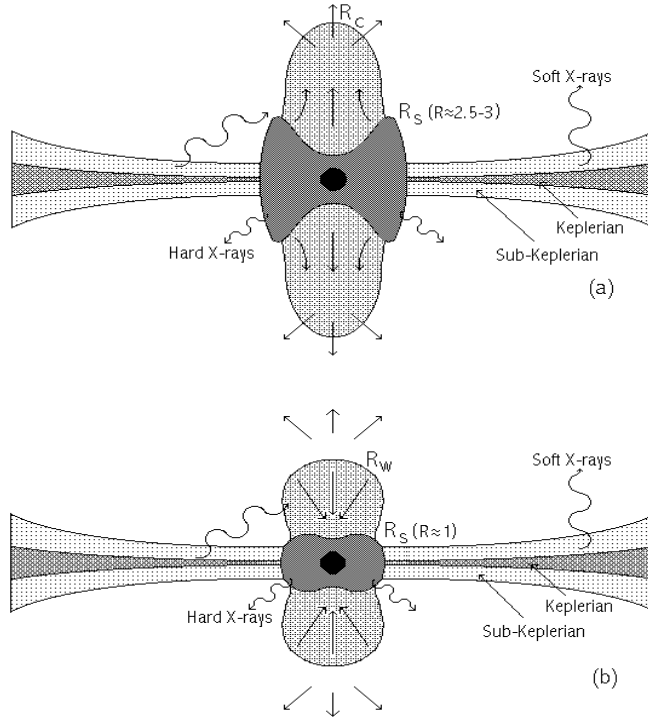 R_c
Soft X-rays
R_s (R≈2.5-3)
Keplerian
Hard X-rays
Sub-Keplerian
(a)
R_w
Soft X-rays
R_s (R≈1)
Keplerian
Hard X-rays
Sub-Keplerian
(b)